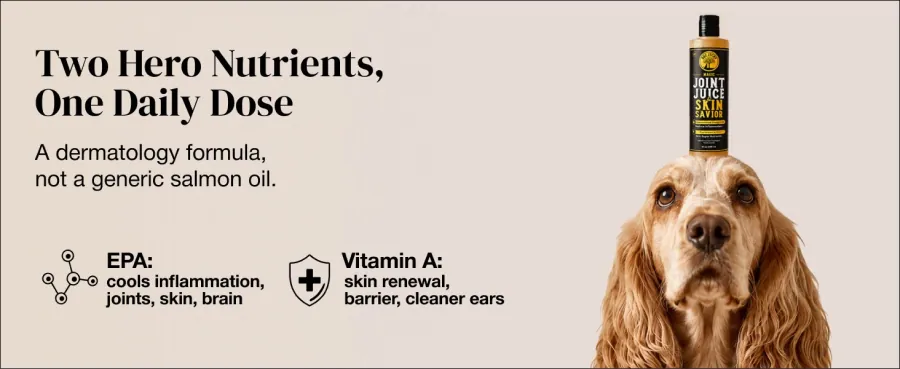 Two Hero Nutrients,
One Daily Dose
A dermatology formula,
not a generic salmon oil.
EPA:
cools inflammation,
joints, skin, brain
Vitamin A:
skin renewal,
barrier, cleaner ears
JOINT
JUICE
SKIN
SAVIOR